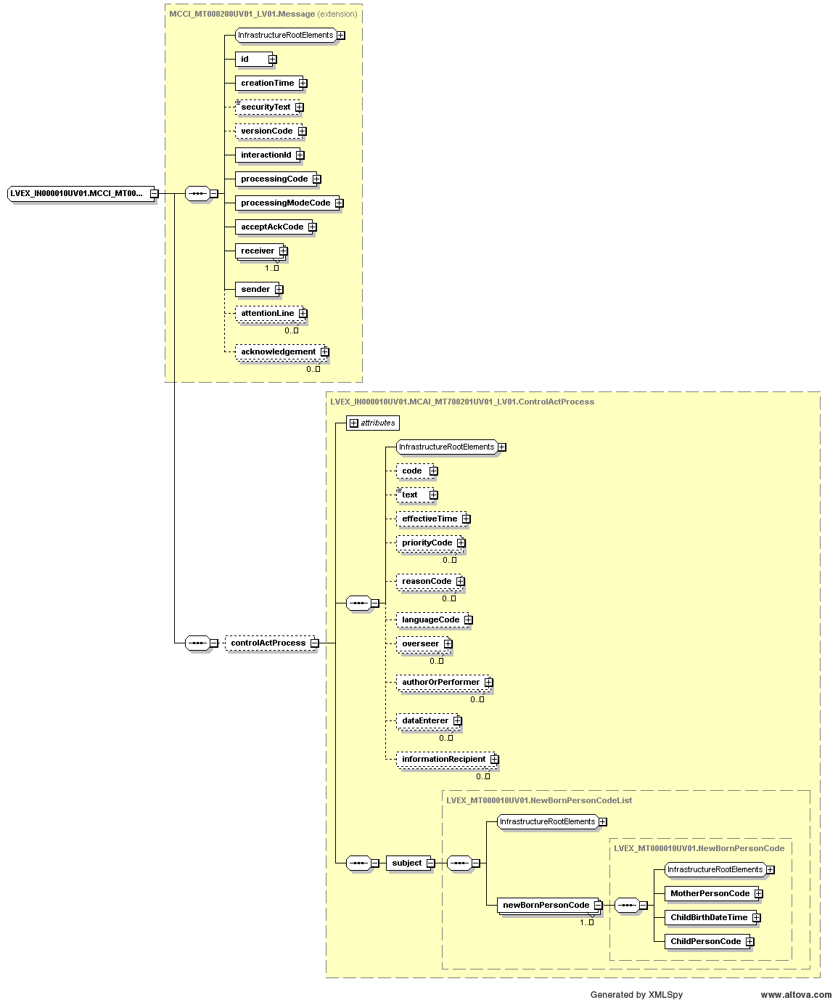 MCCI_MT000200UV01_LV01.Message (extension)
InfrastructureRootElements
id
creationTime
securityText
versionCode
interactionId
processingCode
LVEX_IN000010UV01.MCCI_MT00...
processingModeCode
acceptAckCode
receiver
1..
sender
attentionLine
0..
acknowledgement
0..
LVEX_IN000010UV01.MCAI_MT700201UV01_LV01.ControlActProcess
attributes
InfrastructureRootElements
code
text
effectiveTime
priorityCode
0..
reasonCode
0..
languageCode
controlActProcess
overseer
0..
authorOrPerformer
0..
dataEnterer
0..
informationRecipient
0..
LVEX_MT000010UV01.NewBornPersonCodeList
InfrastructureRootElements
LVEX_MT000010UV01.NewBornPersonCode
subject
InfrastructureRootElements
MotherPersonCode
newBornPersonCode
1..
ChildBirthDateTime
ChildPersonCode
Generated by XMLSpy www.altova.com